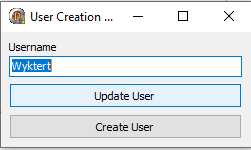 User Creation ...
Username
Wyktert
Update User
Create User